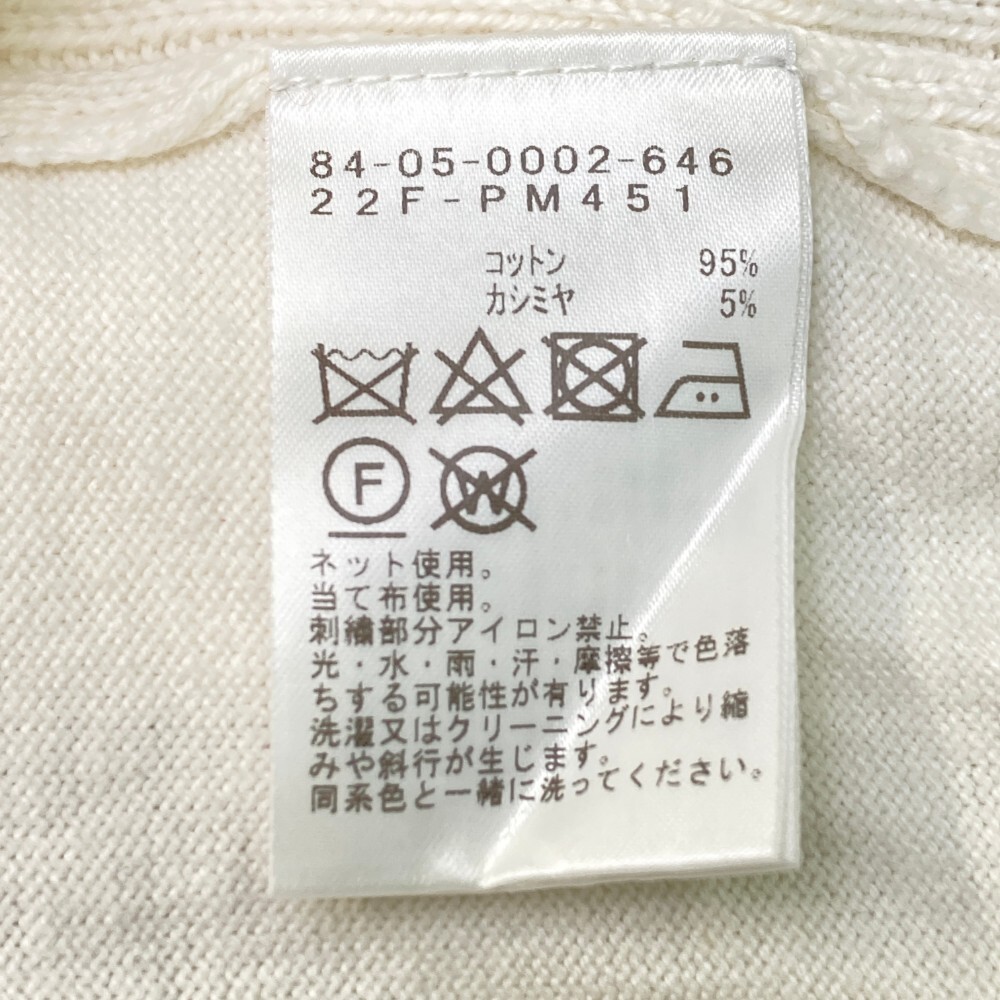 84-05-0002-646
22F-PM451
コットン 95%
カシミヤ 5%
F
W
ネット使用。
当て布使用。
刺繍部分アイロン禁止。
光・水・雨・汗・摩擦等で色落
ちする可能性が有ります。
洗濯又はクリーニングにより縮
みや斜行が生じます。
同系色と一緒に洗ってください。